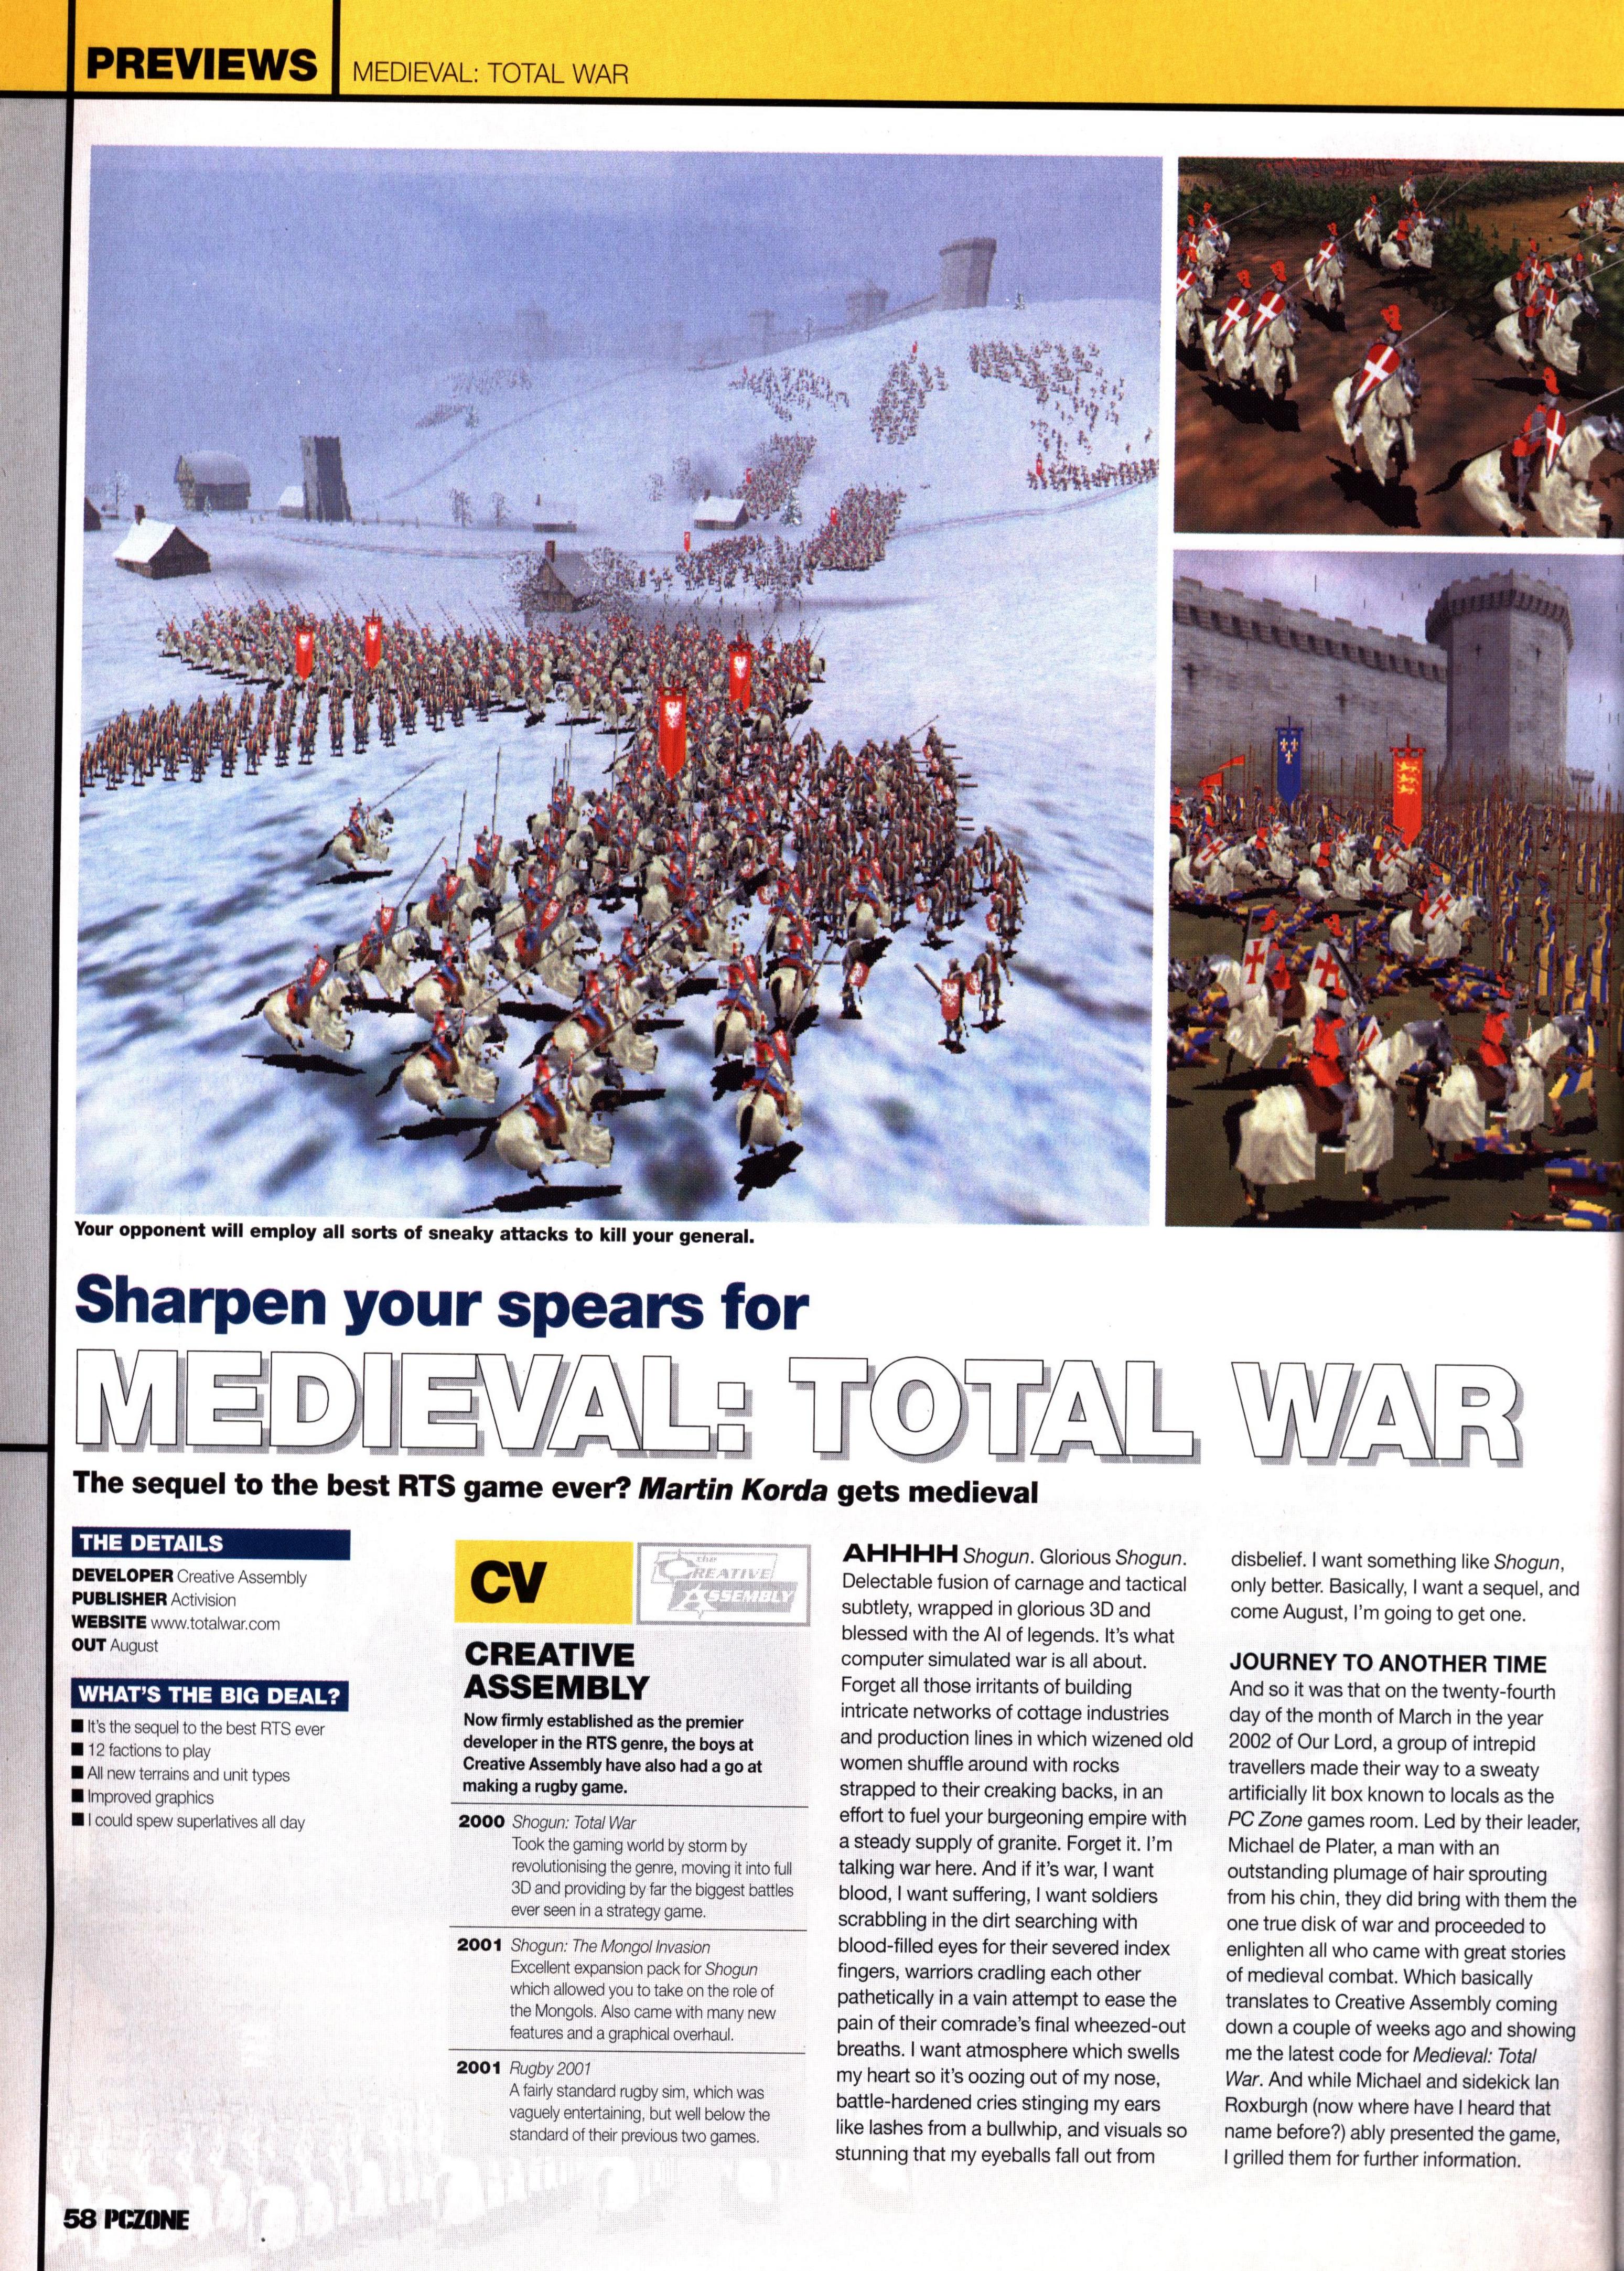 PREVIEWS
MEDIEVAL: TOTAL WAR
Your opponent will employ all sorts of sneaky attacks to kill your general.
Sharpen your spears for
MEDIEVAL: TOTAL WAR
The sequel to the best RTS game ever? Martin Korda gets medieval
THE DETAILS
DEVELOPER Creative Assembly
PUBLISHER Activision
WEBSITE www.totalwar.com
OUT August
WHAT'S THE BIG DEAL?
■ It's the sequel to the best RTS ever
■ 12 factions to play
■ All new terrains and unit types
■ Improved graphics
■ I could spew superlatives all day
CV
the
CREATIVE
ASSEMBLY
CREATIVE
ASSEMBLY
Now firmly established as the premier
developer in the RTS genre, the boys at
Creative Assembly have also had a go at
making a rugby game.
2000 Shogun: Total War
Took the gaming world by storm by
revolutionising the genre, moving it into full
3D and providing by far the biggest battles
ever seen in a strategy game.
2001 Shogun: The Mongol Invasion
Excellent expansion pack for Shogun
which allowed you to take on the role of
the Mongols. Also came with many new
features and a graphical overhaul.
2001 Rugby 2001
A fairly standard rugby sim, which was
vaguely entertaining, but well below the
standard of their previous two games.
AHHHH Shogun. Glorious Shogun.
Delectable fusion of carnage and tactical
subtlety, wrapped in glorious 3D and
blessed with the AI of legends. It's what
computer simulated war is all about.
Forget all those irritants of building
intricate networks of cottage industries
and production lines in which wizened old
women shuffle around with rocks
strapped to their creaking backs, in an
effort to fuel your burgeoning empire with
a steady supply of granite. Forget it. I'm
talking war here. And if it's war, I want
blood, I want suffering, I want soldiers
scrabbling in the dirt searching with
blood-filled eyes for their severed index
fingers, warriors cradling each other
pathetically in a vain attempt to ease the
pain of their comrade's final wheezed-out
breaths. I want atmosphere which swells
my heart so it's oozing out of my nose,
battle-hardened cries stinging my ears
like lashes from a bullwhip, and visuals so
stunning that my eyeballs fall out from
disbelief. I want something like Shogun,
only better. Basically, I want a sequel, and
come August, I'm going to get one.
JOURNEY TO ANOTHER TIME
And so it was that on the twenty-fourth
day of the month of March in the year
2002 of Our Lord, a group of intrepid
travellers made their way to a sweaty
artificially lit box known to locals as the
PC Zone games room. Led by their leader,
Michael de Plater, a man with an
outstanding plumage of hair sprouting
from his chin, they did bring with them the
one true disk of war and proceeded to
enlighten all who came with great stories
of medieval combat. Which basically
translates to Creative Assembly coming
down a couple of weeks ago and showing
me the latest code for Medieval: Total
War. And while Michael and sidekick Ian
Roxburgh (now where have I heard that
name before?) ably presented the game,
I grilled them for further information.
58 PCZONE